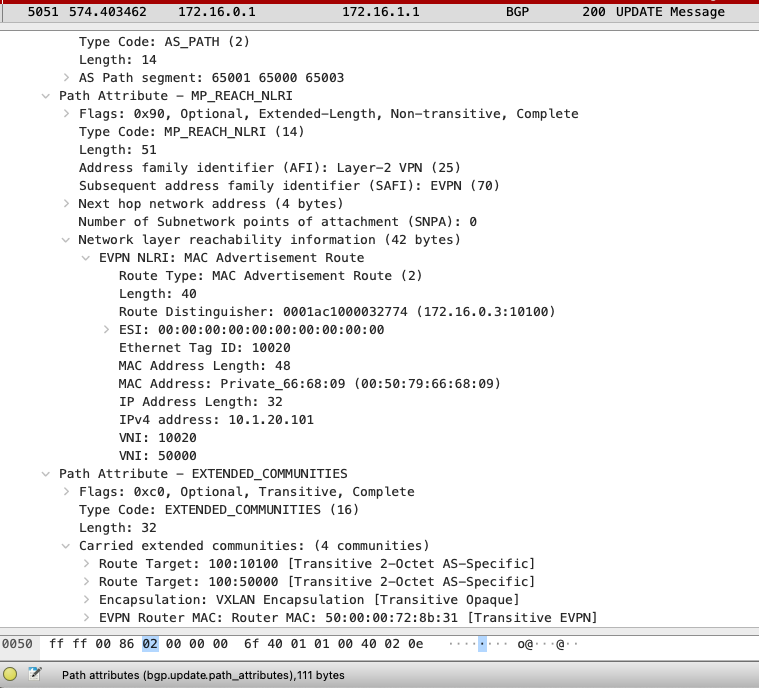 5051 574.403462 172.16.0.1 172.16.1.1 BGP 200 UPDATE Message
Type Code: AS_PATH (2)
Length: 14
AS Path segment: 65001 65000 65003
Path Attribute – MP_REACH_NLRI
Flags: 0x90, Optional, Extended-Length, Non-transitive, Complete
Type Code: MP_REACH_NLRI (14)
Length: 51
Address family identifier (AFI): Layer-2 VPN (25)
Subsequent address family identifier (SAFI): EVPN (70)
Next hop network address (4 bytes)
Number of Subnetwork points of attachment (SNPA): 0
Network layer reachability information (42 bytes)
EVPN NLRI: MAC Advertisement Route
Route Type: MAC Advertisement Route (2)
Length: 40
Route Distinguisher: 0001ac1000032774 (172.16.0.3:10100)
ESI: 00:00:00:00:00:00:00:00:00:00
Ethernet Tag ID: 10020
MAC Address Length: 48
MAC Address: Private_66:68:09 (00:50:79:66:68:09)
IP Address Length: 32
IPv4 address: 10.1.20.101
VNI: 10020
VNI: 50000
Path Attribute – EXTENDED_COMMUNITIES
Flags: 0xc0, Optional, Transitive, Complete
Type Code: EXTENDED_COMMUNITIES (16)
Length: 32
Carried extended communities: (4 communities)
Route Target: 100:10100 [Transitive 2-Octet AS-Specific]
Route Target: 100:50000 [Transitive 2-Octet AS-Specific]
Encapsulation: VXLAN Encapsulation [Transitive Opaque]
EVPN Router MAC: Router MAC: 50:00:00:72:8b:31 [Transitive EVPN]
0050 ff ff 00 86 02 00 00 00 6f 40 01 01 00 40 02 0e ········ o@···@··
Path attributes (bgp.update.path_attributes),111 bytes